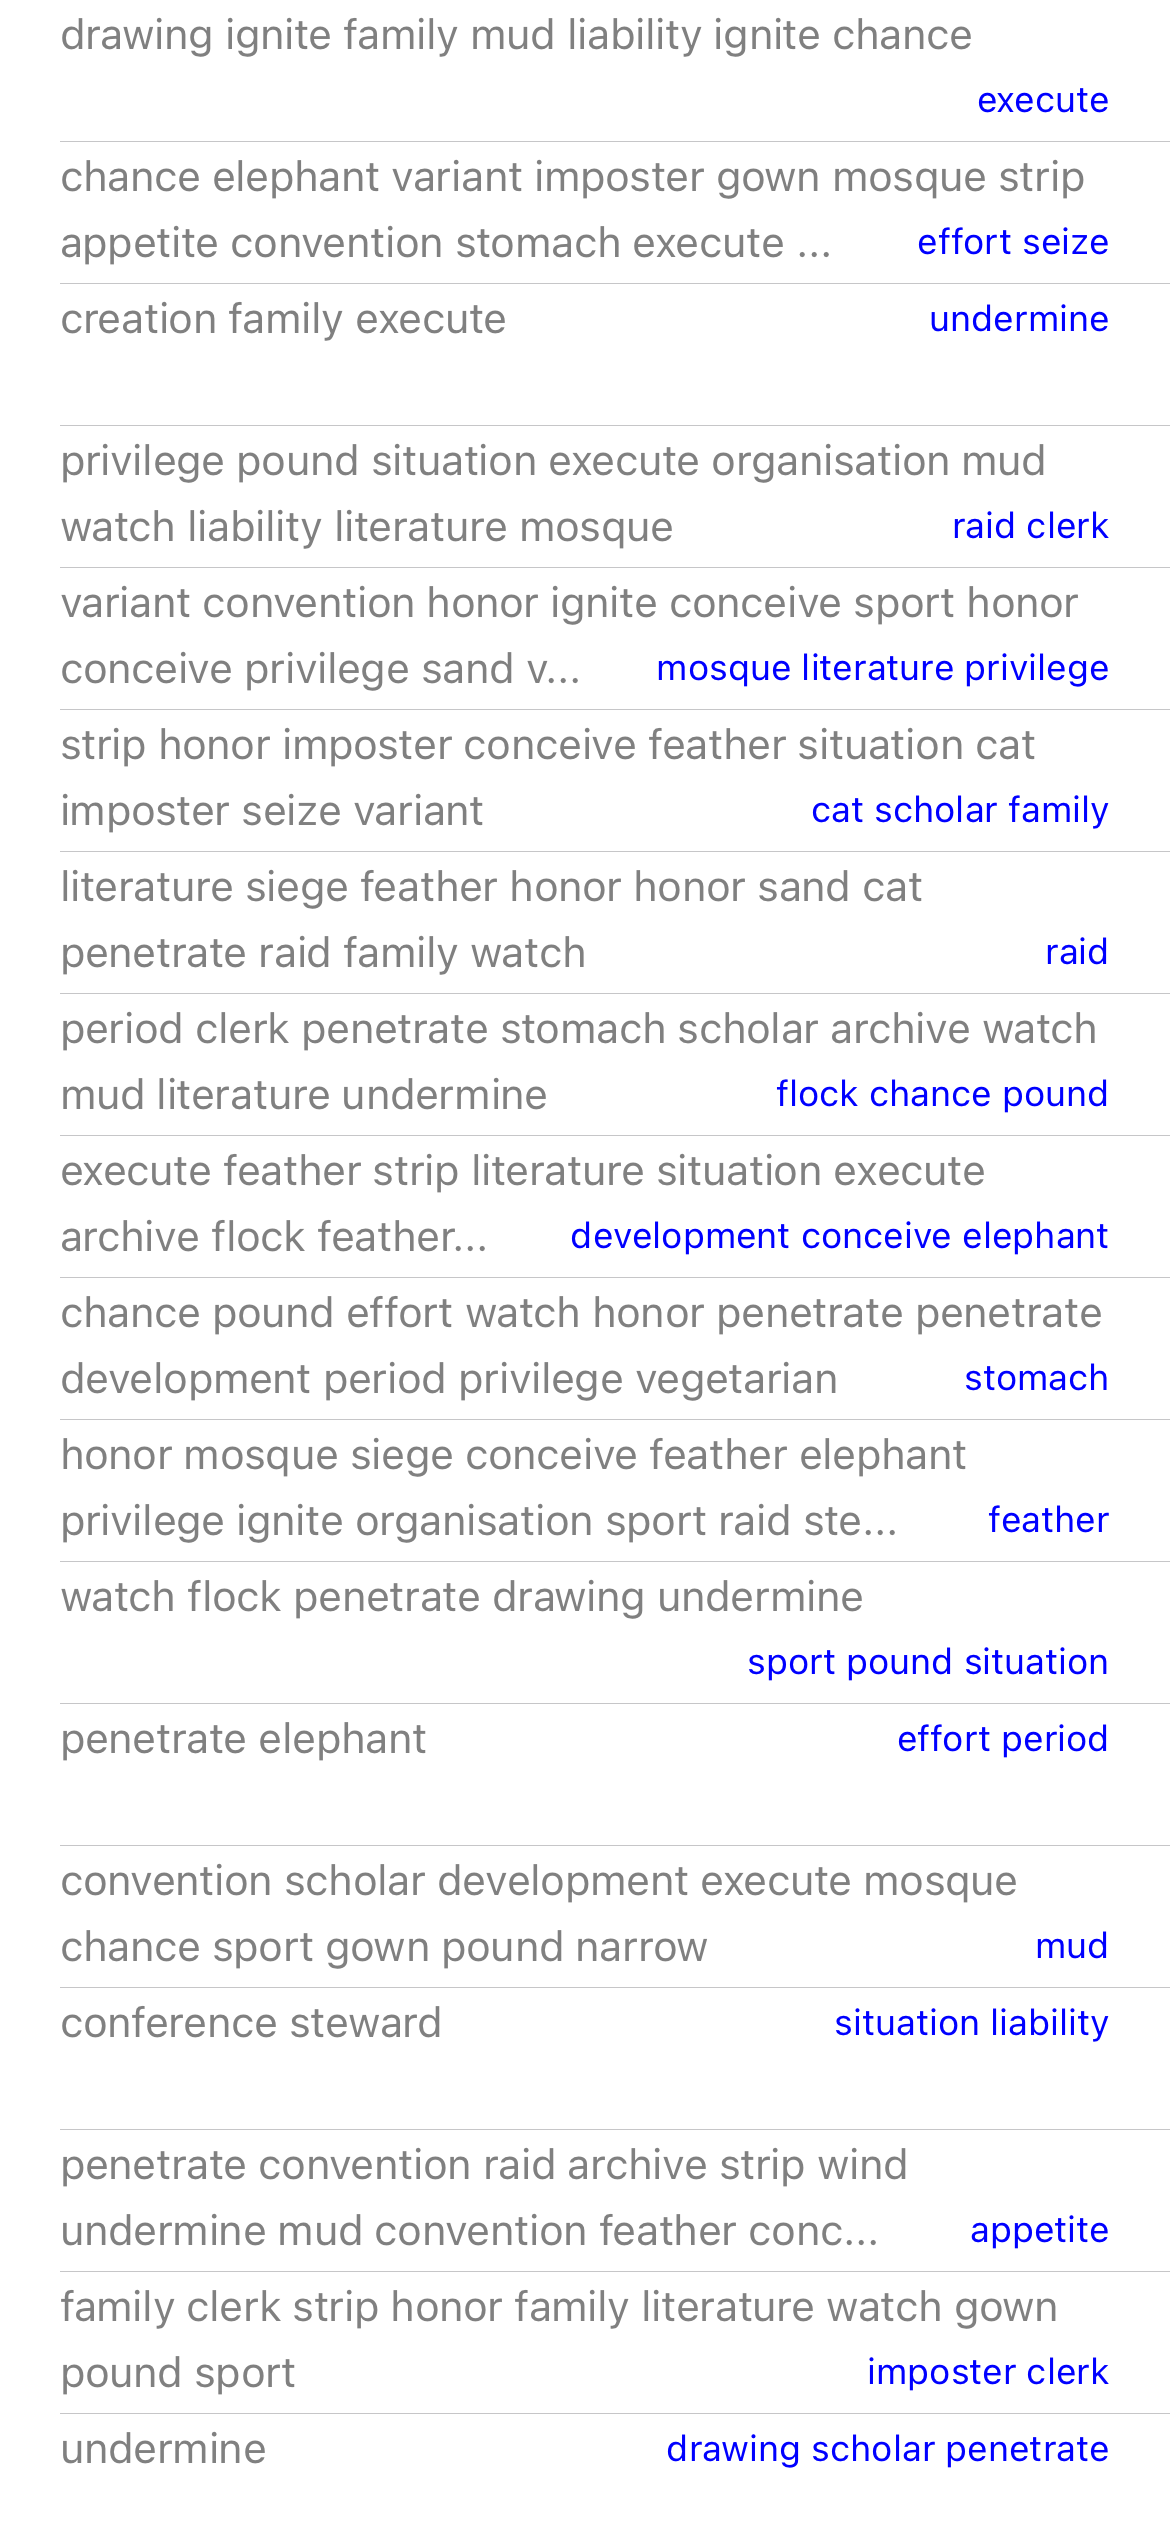 drawing ignite family mud liability ignite chance
execute
chance elephant variant imposter gown mosque strip
appetite convention stomach execute ... effort seize
creation family execute undermine
privilege pound situation execute organisation mud
watch liability literature mosque raid clerk
variant convention honor ignite conceive sport honor
conceive privilege sand v... mosque literature privilege
strip honor imposter conceive feather situation cat
imposter seize variant cat scholar family
literature siege feather honor honor sand cat
penetrate raid family watch raid
period clerk penetrate stomach scholar archive watch
mud literature undermine flock chance pound
execute feather strip literature situation execute
archive flock feather... development conceive elephant
chance pound effort watch honor penetrate penetrate
development period privilege vegetarian stomach
honor mosque siege conceive feather elephant
privilege ignite organisation sport raid ste... feather
watch flock penetrate drawing undermine
sport pound situation
penetrate elephant effort period
convention scholar development execute mosque
chance sport gown pound narrow mud
conference steward situation liability
penetrate convention raid archive strip wind
undermine mud convention feather conc... appetite
family clerk strip honor family literature watch gown
pound sport imposter clerk
undermine drawing scholar penetrate